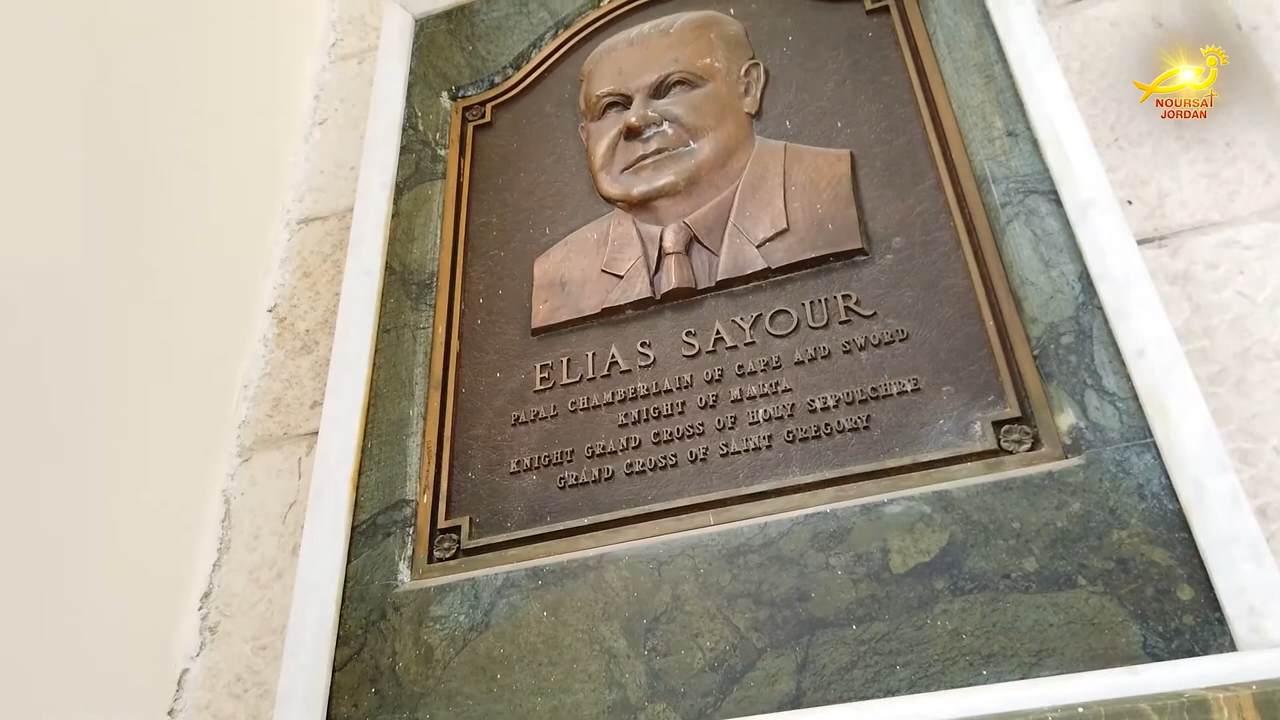 NOURSAT
JORDAN
ELIAS SAYOUR
PAPAL CHAMBERLAIN OF CAPE AND SWORD
KNIGHT OF MALTA
KNIGHT GRAND CROSS OF HOLY SEPULCHRE
GRAND CROSS OF SAINT GREGORY